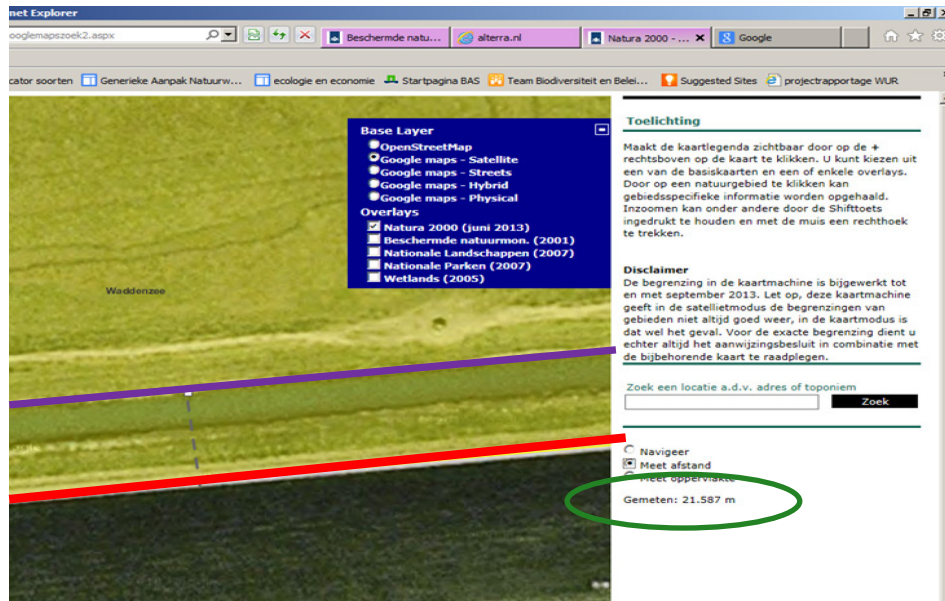 net Explorer
ooglemapszoek2.aspx
Beschermde natu...
alterra.nl
Natura 2000 - ...
Google
cator soorten
Generieke Aanpak Natuurw...
ecologie en economie
Startpagina BAS
Team Biodiversiteit en Belei...
Suggested Sites
projectrapportage WUR
Base Layer
OpenStreetMap
Google maps - Satellite
Google maps - Streets
Google maps - Hybrid
Google maps - Physical
Overlays
Natura 2000 (juni 2013)
Beschermde natuurmon. (2001)
Nationale Landschappen (2007)
Nationale Parken (2007)
Wetlands (2005)
Waddenzee
Toelichting
Maakt de kaartlegenda zichtbaar door op de +
rechtsboven op de kaart te klikken. U kunt kiezen uit
een van de basiskaarten en een of enkele overlays.
Door op een natuurgebied te klikken kan
gebiedsspecifieke informatie worden opgehaald.
Inzoomen kan onder andere door de Shifttoets
ingedrukt te houden en met de muis een rechthoek
te trekken.
Disclaimer
De begrenzing in de kaartmachine is bijgewerkt tot
en met september 2013. Let op, deze kaartmachine
geeft in de satellietmodus de begrenzingen van
gebieden niet altijd goed weer, in de kaartmodus is
dat wel het geval. Voor de exacte begrenzing dient u
echter altijd het aanwijzingsbesluit in combinatie met
de bijbehorende kaart te raadplegen.
Zoek een locatie a.d.v. adres of toponiem
Zoek
Navigeer
Meet afstand
Meet oppervlakte
Gemeten: 21.587 m